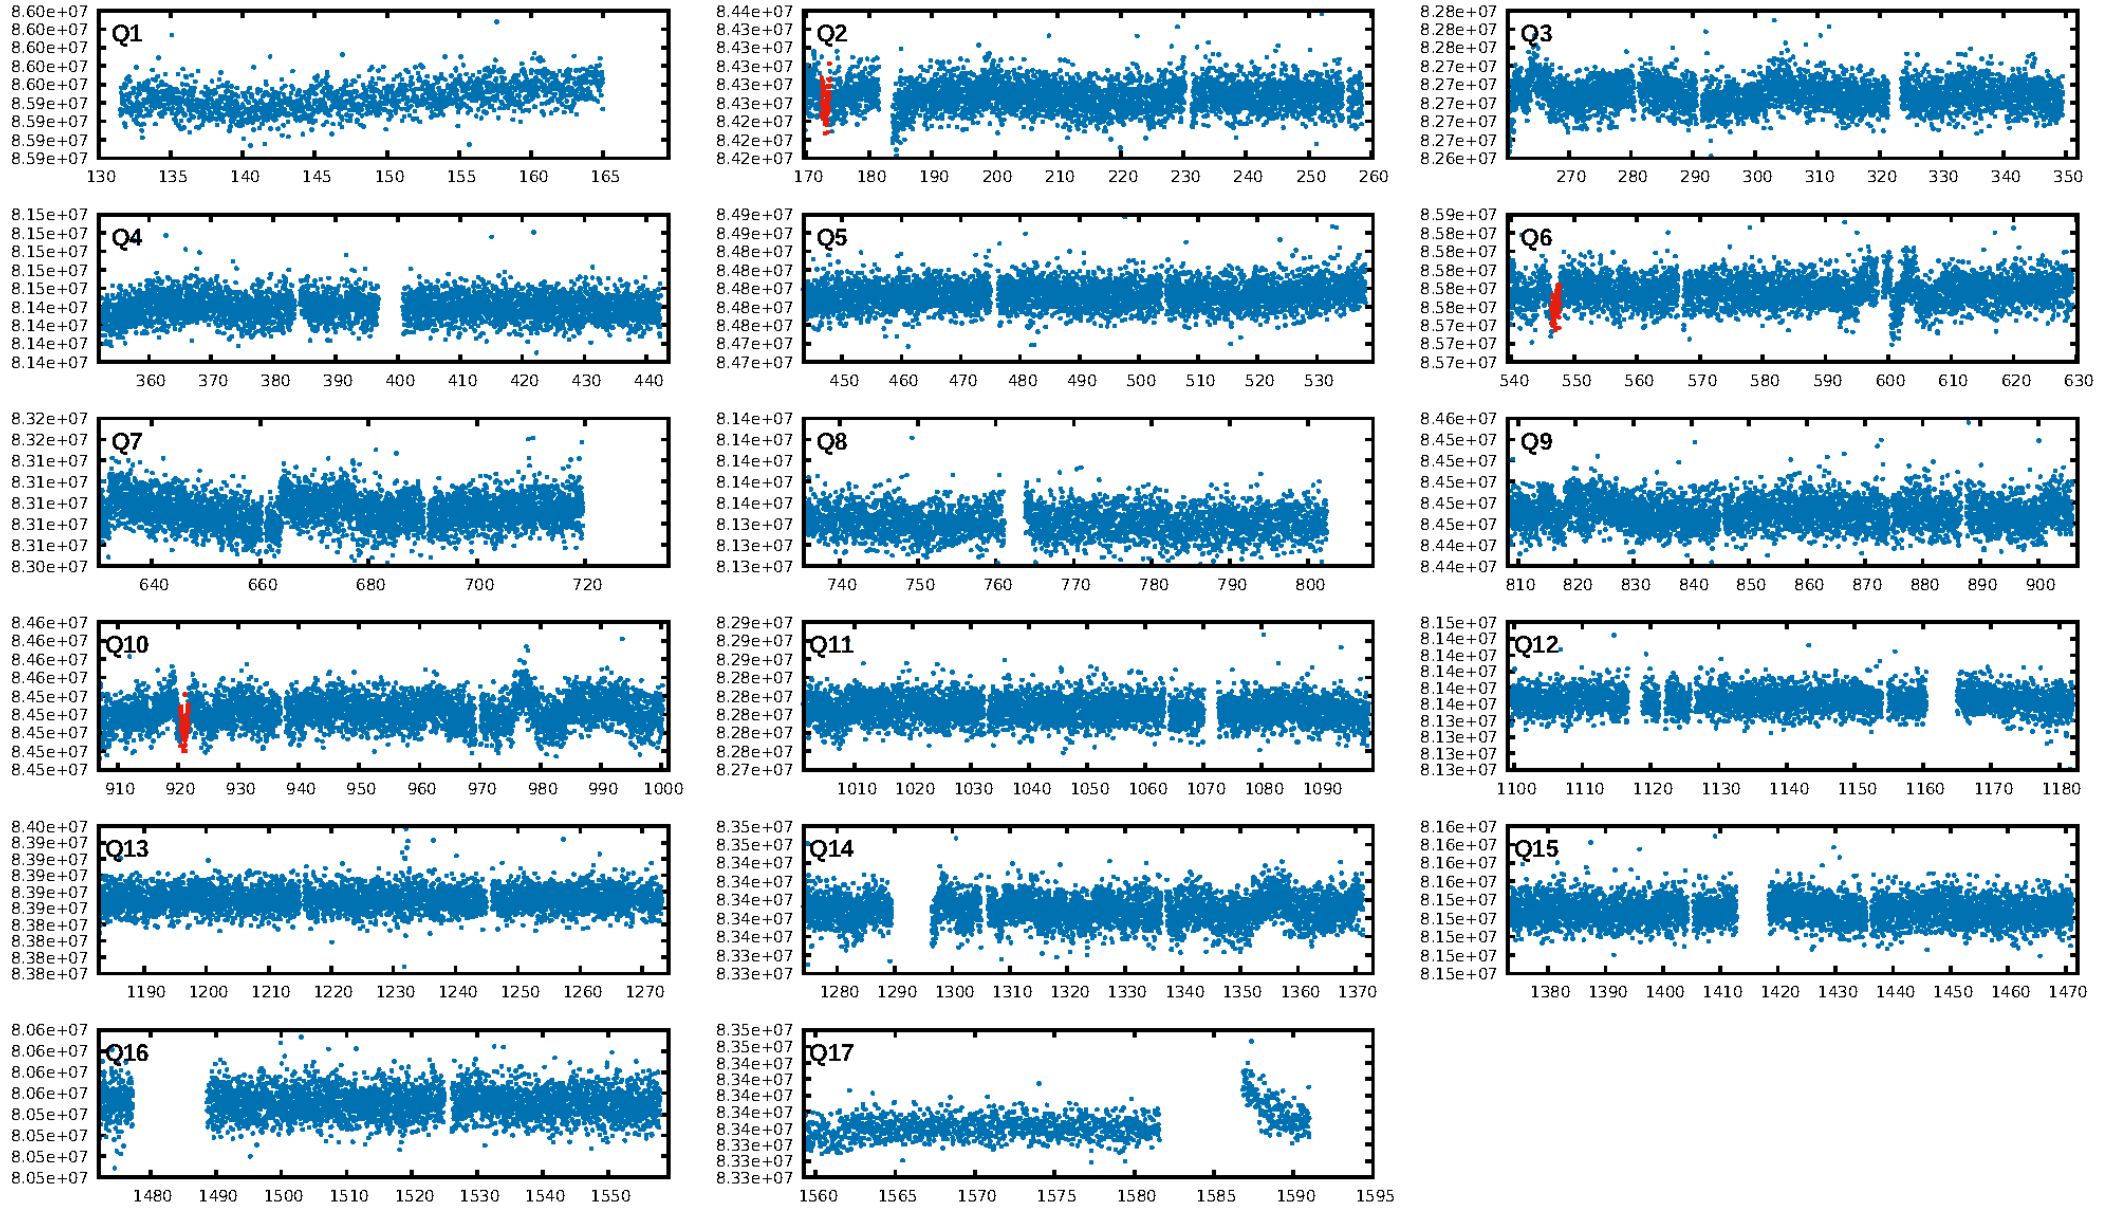 8.60e+07 8.60e+07 8.60e+07 8.60e+07 8.60e+07 8.59e+07 8.59e+07 8.59e+07 8.59e+07
Q1
130 135 140 145 150 155 160 165
8.44e+07 8.43e+07 8.43e+07 8.43e+07 8.43e+07 8.43e+07 8.42e+07 8.42e+07 8.42e+07
Q2
170 180 190 200 210 220 230 240 250 260
8.28e+07 8.28e+07 8.28e+07 8.27e+07 8.27e+07 8.27e+07 8.27e+07 8.27e+07 8.26e+07
Q3
270 280 290 300 310 320 330 340 350
8.15e+07 8.15e+07 8.15e+07 8.15e+07 8.15e+07 8.14e+07 8.14e+07 8.14e+07 8.14e+07
Q4
360 370 380 390 400 410 420 430 440
8.49e+07 8.49e+07 8.48e+07 8.48e+07 8.48e+07 8.48e+07 8.48e+07 8.47e+07 8.47e+07
Q5
450 460 470 480 490 500 510 520 530
8.59e+07 8.58e+07 8.58e+07 8.58e+07 8.58e+07 8.58e+07 8.57e+07 8.57e+07 8.57e+07
Q6
540 550 560 570 580 590 600 610 620 630
8.32e+07 8.32e+07 8.31e+07 8.31e+07 8.31e+07 8.31e+07 8.31e+07 8.30e+07
Q7
640 660 680 700 720
8.14e+07 8.14e+07 8.14e+07 8.14e+07 8.14e+07 8.13e+07 8.13e+07 8.13e+07
Q8
740 750 760 770 780 790 800
8.46e+07 8.45e+07 8.45e+07 8.45e+07 8.45e+07 8.45e+07 8.44e+07 8.44e+07
Q9
810 820 830 840 850 860 870 880 890 900
8.46e+07 8.46e+07 8.46e+07 8.46e+07 8.45e+07 8.45e+07 8.45e+07 8.45e+07 8.45e+07
Q10
910 920 930 940 950 960 970 980 990 1000
8.29e+07 8.29e+07 8.29e+07 8.28e+07 8.28e+07 8.28e+07 8.28e+07 8.28e+07 8.27e+07
Q11
1010 1020 1030 1040 1050 1060 1070 1080 1090
8.15e+07 8.14e+07 8.14e+07 8.14e+07 8.14e+07 8.14e+07 8.13e+07 8.13e+07 8.13e+07 8.13e+07
Q12
1100 1110 1120 1130 1140 1150 1160 1170 1180
8.40e+07 8.39e+07 8.39e+07 8.39e+07 8.39e+07 8.39e+07 8.38e+07 8.38e+07 8.38e+07 8.38e+07
Q13
1190 1200 1210 1220 1230 1240 1250 1260 1270
8.35e+07 8.35e+07 8.34e+07 8.34e+07 8.34e+07 8.34e+07 8.34e+07 8.33e+07 8.33e+07
Q14
1280 1290 1300 1310 1320 1330 1340 1350 1360 1370
8.16e+07 8.16e+07 8.16e+07 8.16e+07 8.16e+07 8.15e+07 8.15e+07 8.15e+07 8.15e+07
Q15
1380 1390 1400 1410 1420 1430 1440 1450 1460 1470
8.06e+07 8.06e+07 8.06e+07 8.06e+07 8.05e+07 8.05e+07 8.05e+07 8.05e+07
Q16
1480 1490 1500 1510 1520 1530 1540 1550
8.35e+07 8.35e+07 8.34e+07 8.34e+07 8.34e+07 8.34e+07 8.34e+07 8.33e+07 8.33e+07 8.33e+07
Q17
1560 1565 1570 1575 1580 1585 1590 1595